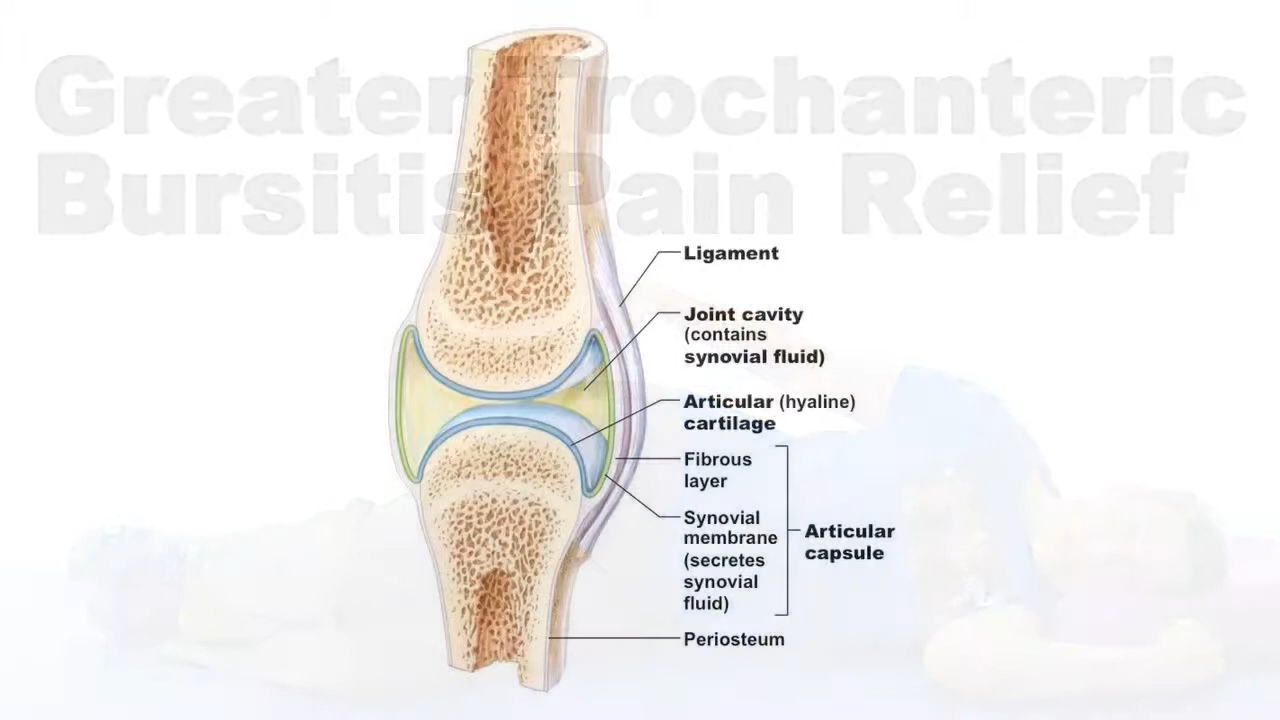 Greater Trochanteric
Bursitis Pain Relief
Ligament
Joint cavity
(contains
synovial fluid)
Articular (hyaline)
cartilage
Fibrous
layer
Synovial
membrane
(secretes
synovial
fluid)
Articular
capsule
Periosteum